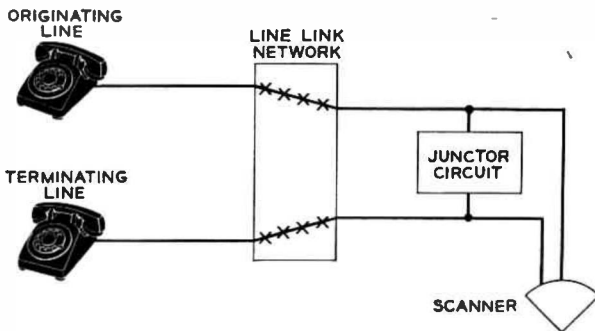 ORIGINATING
LINE
LINE LINK
NETWORK
JUNCTOR
CIRCUIT
TERMINATING
LINE
SCANNER